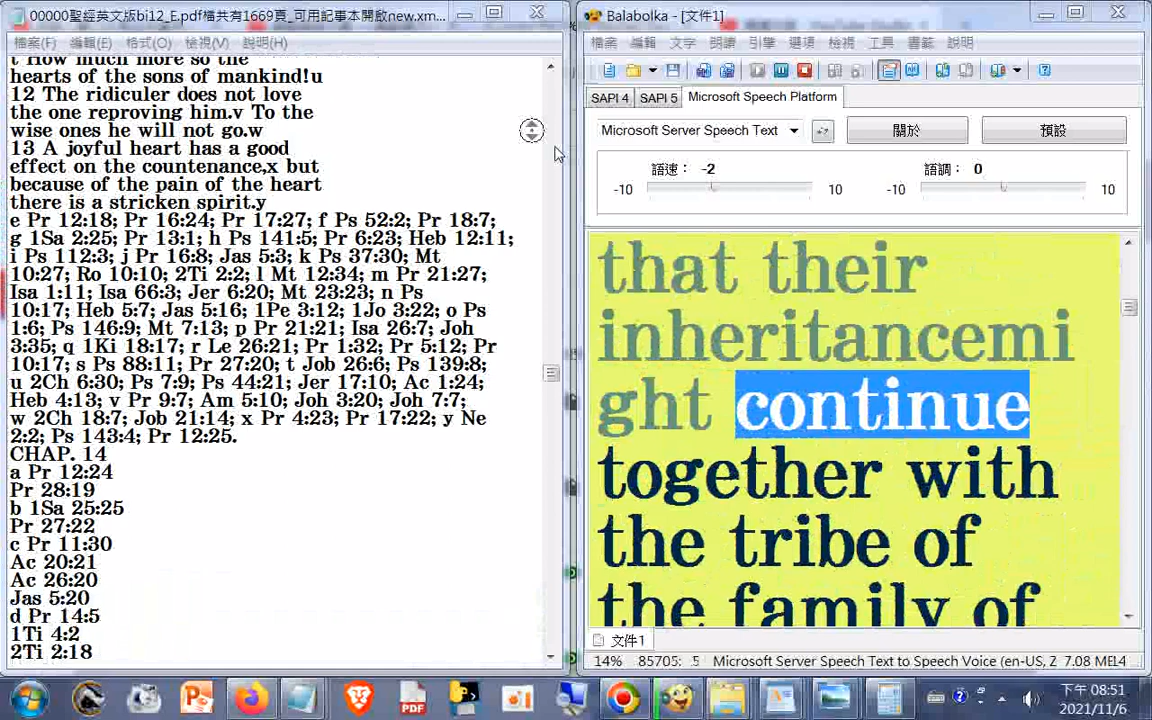 00000聖經英文版bi12_E.pdf檔共有1669頁_可用記事本開啟new.xm...
檔案(F) 編輯(E) 格式(O) 檢視(V) 說明(H)
t How much more so the
hearts of the sons of mankind!u
12 The ridiculer does not love
the one reproving him.v To the
wise ones he will not go.w
13 A joyful heart has a good
effect on the countenance,x but
because of the pain of the heart
there is a stricken spirit.y
e Pr 12:18; Pr 16:24; Pr 17:27; f Ps 52:2; Pr 18:7;
g 1Sa 2:25; Pr 13:1; h Ps 141:5; Pr 6:23; Heb 12:11;
i Ps 112:3; j Pr 16:8; Jas 5:3; k Ps 37:30; Mt
10:27; Ro 10:10; 2Ti 2:2; l Mt 12:34; m Pr 21:27;
Isa 1:11; Isa 66:3; Jer 6:20; Mt 23:23; n Ps
10:17; Heb 5:7; Jas 5:16; 1Pe 3:12; 1Jo 3:22; o Ps
1:6; Ps 146:9; Mt 7:13; p Pr 21:21; Isa 26:7; Joh
3:35; q 1Ki 18:17; r Le 26:21; Pr 1:32; Pr 5:12; Pr
10:17; s Ps 88:11; Pr 27:20; t Job 26:6; Ps 139:8;
u 2Ch 6:30; Ps 7:9; Ps 44:21; Jer 17:10; Ac 1:24;
Heb 4:13; v Pr 9:7; Am 5:10; Joh 3:20; Joh 7:7;
w 2Ch 18:7; Job 21:14; x Pr 4:23; Pr 17:22; y Ne
2:2; Ps 143:4; Pr 12:25.
CHAP. 14
a Pr 12:24
Pr 28:19
b 1Sa 25:25
Pr 27:22
c Pr 11:30
Ac 20:21
Ac 26:20
Jas 5:20
d Pr 14:5
1Ti 4:2
2Ti 2:18
Balabolka - [文件1]
檔案 編輯 文字 朗讀 引擎 選項 檢視 工具 書籤 說明
SAPI 4 SAPI 5 Microsoft Speech Platform
Microsoft Server Speech Text 關於 預設
語速: -2 語調: 0
-10 10 -10 10
that their
inheritancemi
ght continue
together with
the tribe of
the family of
文件1
14% 85705: .5 Microsoft Server Speech Text to Speech Voice (en-US, 2 7.08 ME14
下午 08:51
2021/11/6